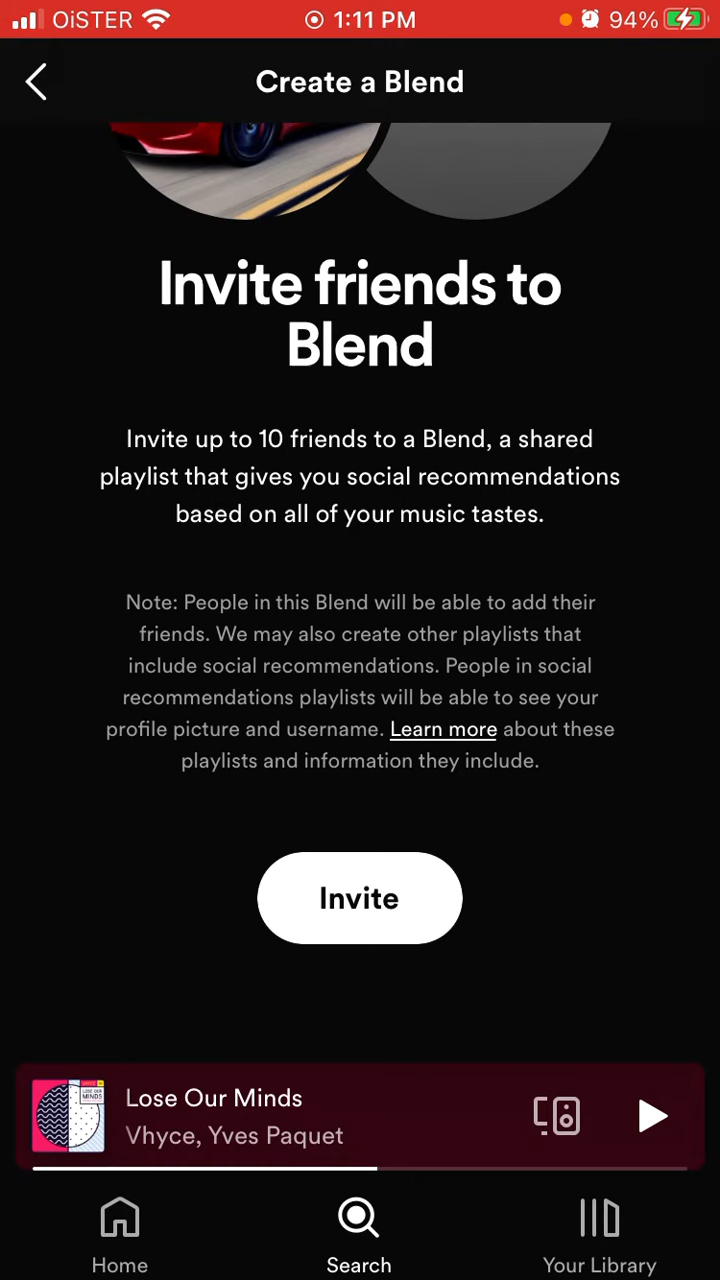 OiSTER 1:11 PM 94%
Create a Blend
Invite friends to
Blend
Invite up to 10 friends to a Blend, a shared
playlist that gives you social recommendations
based on all of your music tastes.
Note: People in this Blend will be able to add their
friends. We may also create other playlists that
include social recommendations. People in social
recommendations playlists will be able to see your
profile picture and username. Learn more about these
playlists and information they include.
Invite
LOSE OUR
MINDS
Lose Our Minds
Vhyce, Yves Paquet
Home Search Your Library